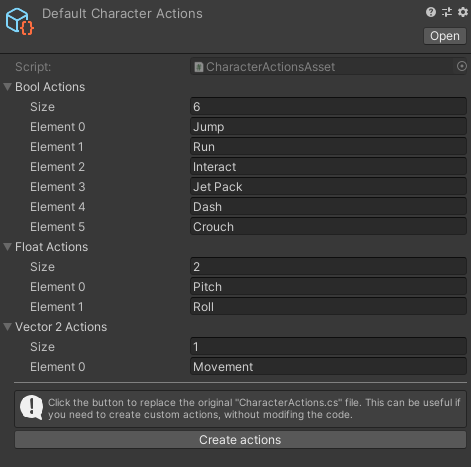 Default Character Actions
Open
Script: CharacterActionsAsset
Bool Actions
Size 6
Element 0 Jump
Element 1 Run
Element 2 Interact
Element 3 Jet Pack
Element 4 Dash
Element 5 Crouch
Float Actions
Size 2
Element 0 Pitch
Element 1 Roll
Vector 2 Actions
Size 1
Element 0 Movement
Click the button to replace the original "CharacterActions.cs" file. This can be useful if
you need to create custom actions, without modifing the code.
Create actions